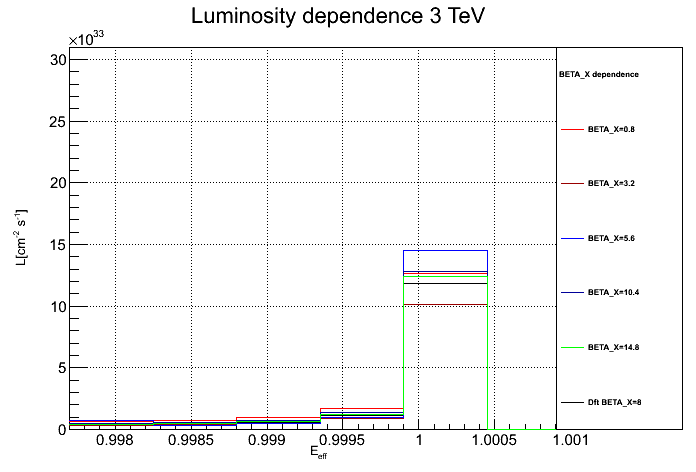 Luminosity dependence 3 TeV
×10³³
30
25
20
15
10
5
0
L[cm⁻² s⁻¹]
0.998
0.9985
0.999
0.9995
1
1.0005
1.001
E_eff
BETA_X dependence
BETA_X=0.8
BETA_X=3.2
BETA_X=5.6
BETA_X=10.4
BETA_X=14.8
Dft BETA_X=8